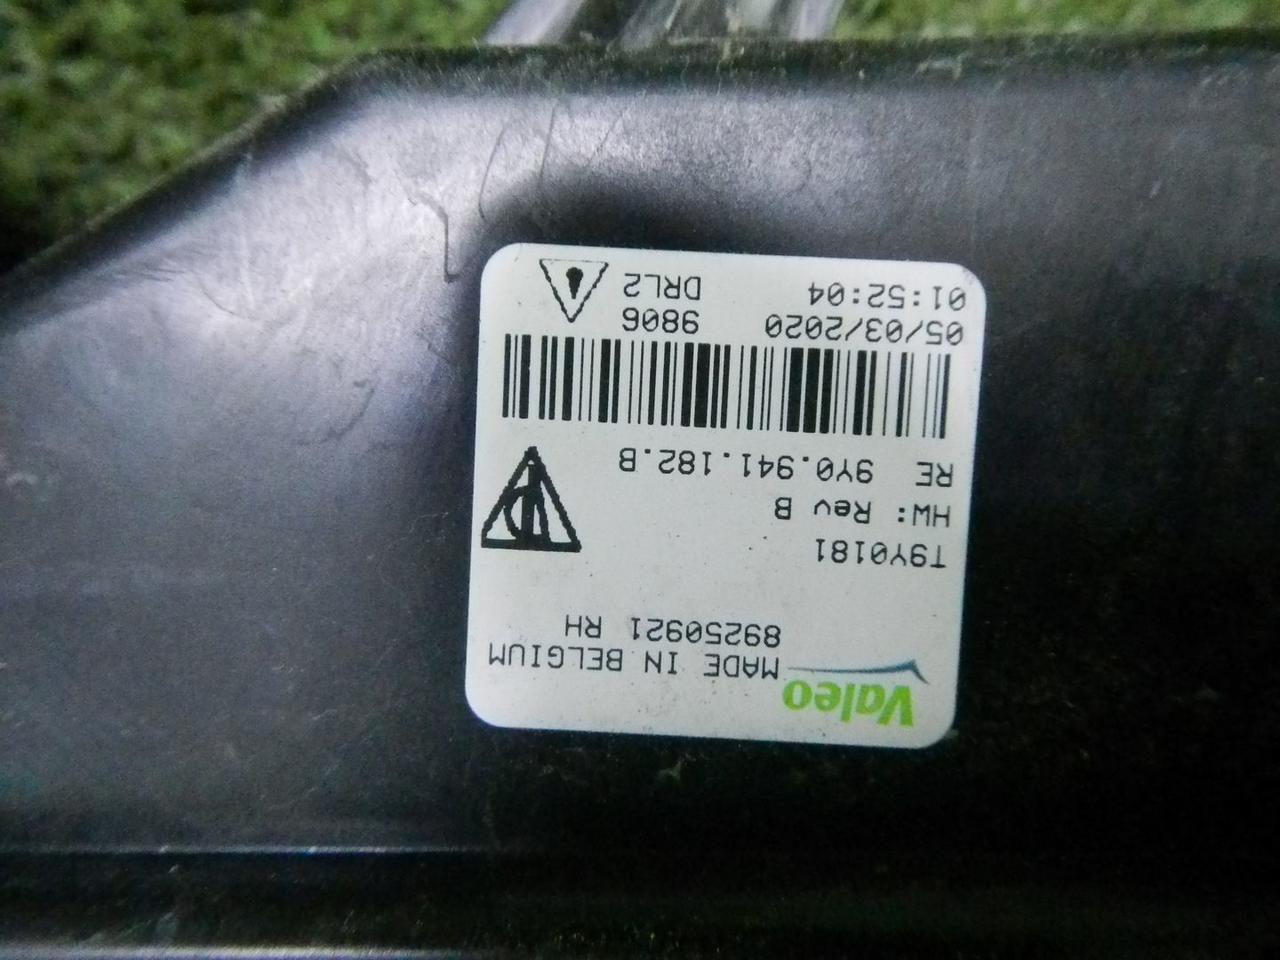 Valeo
MADE IN BELGIUM
89250921 RH
T9Y0181
HW: Rev B
RE 9Y0.941.182.B
05/03/2020 9806
01:52:04 DRL2